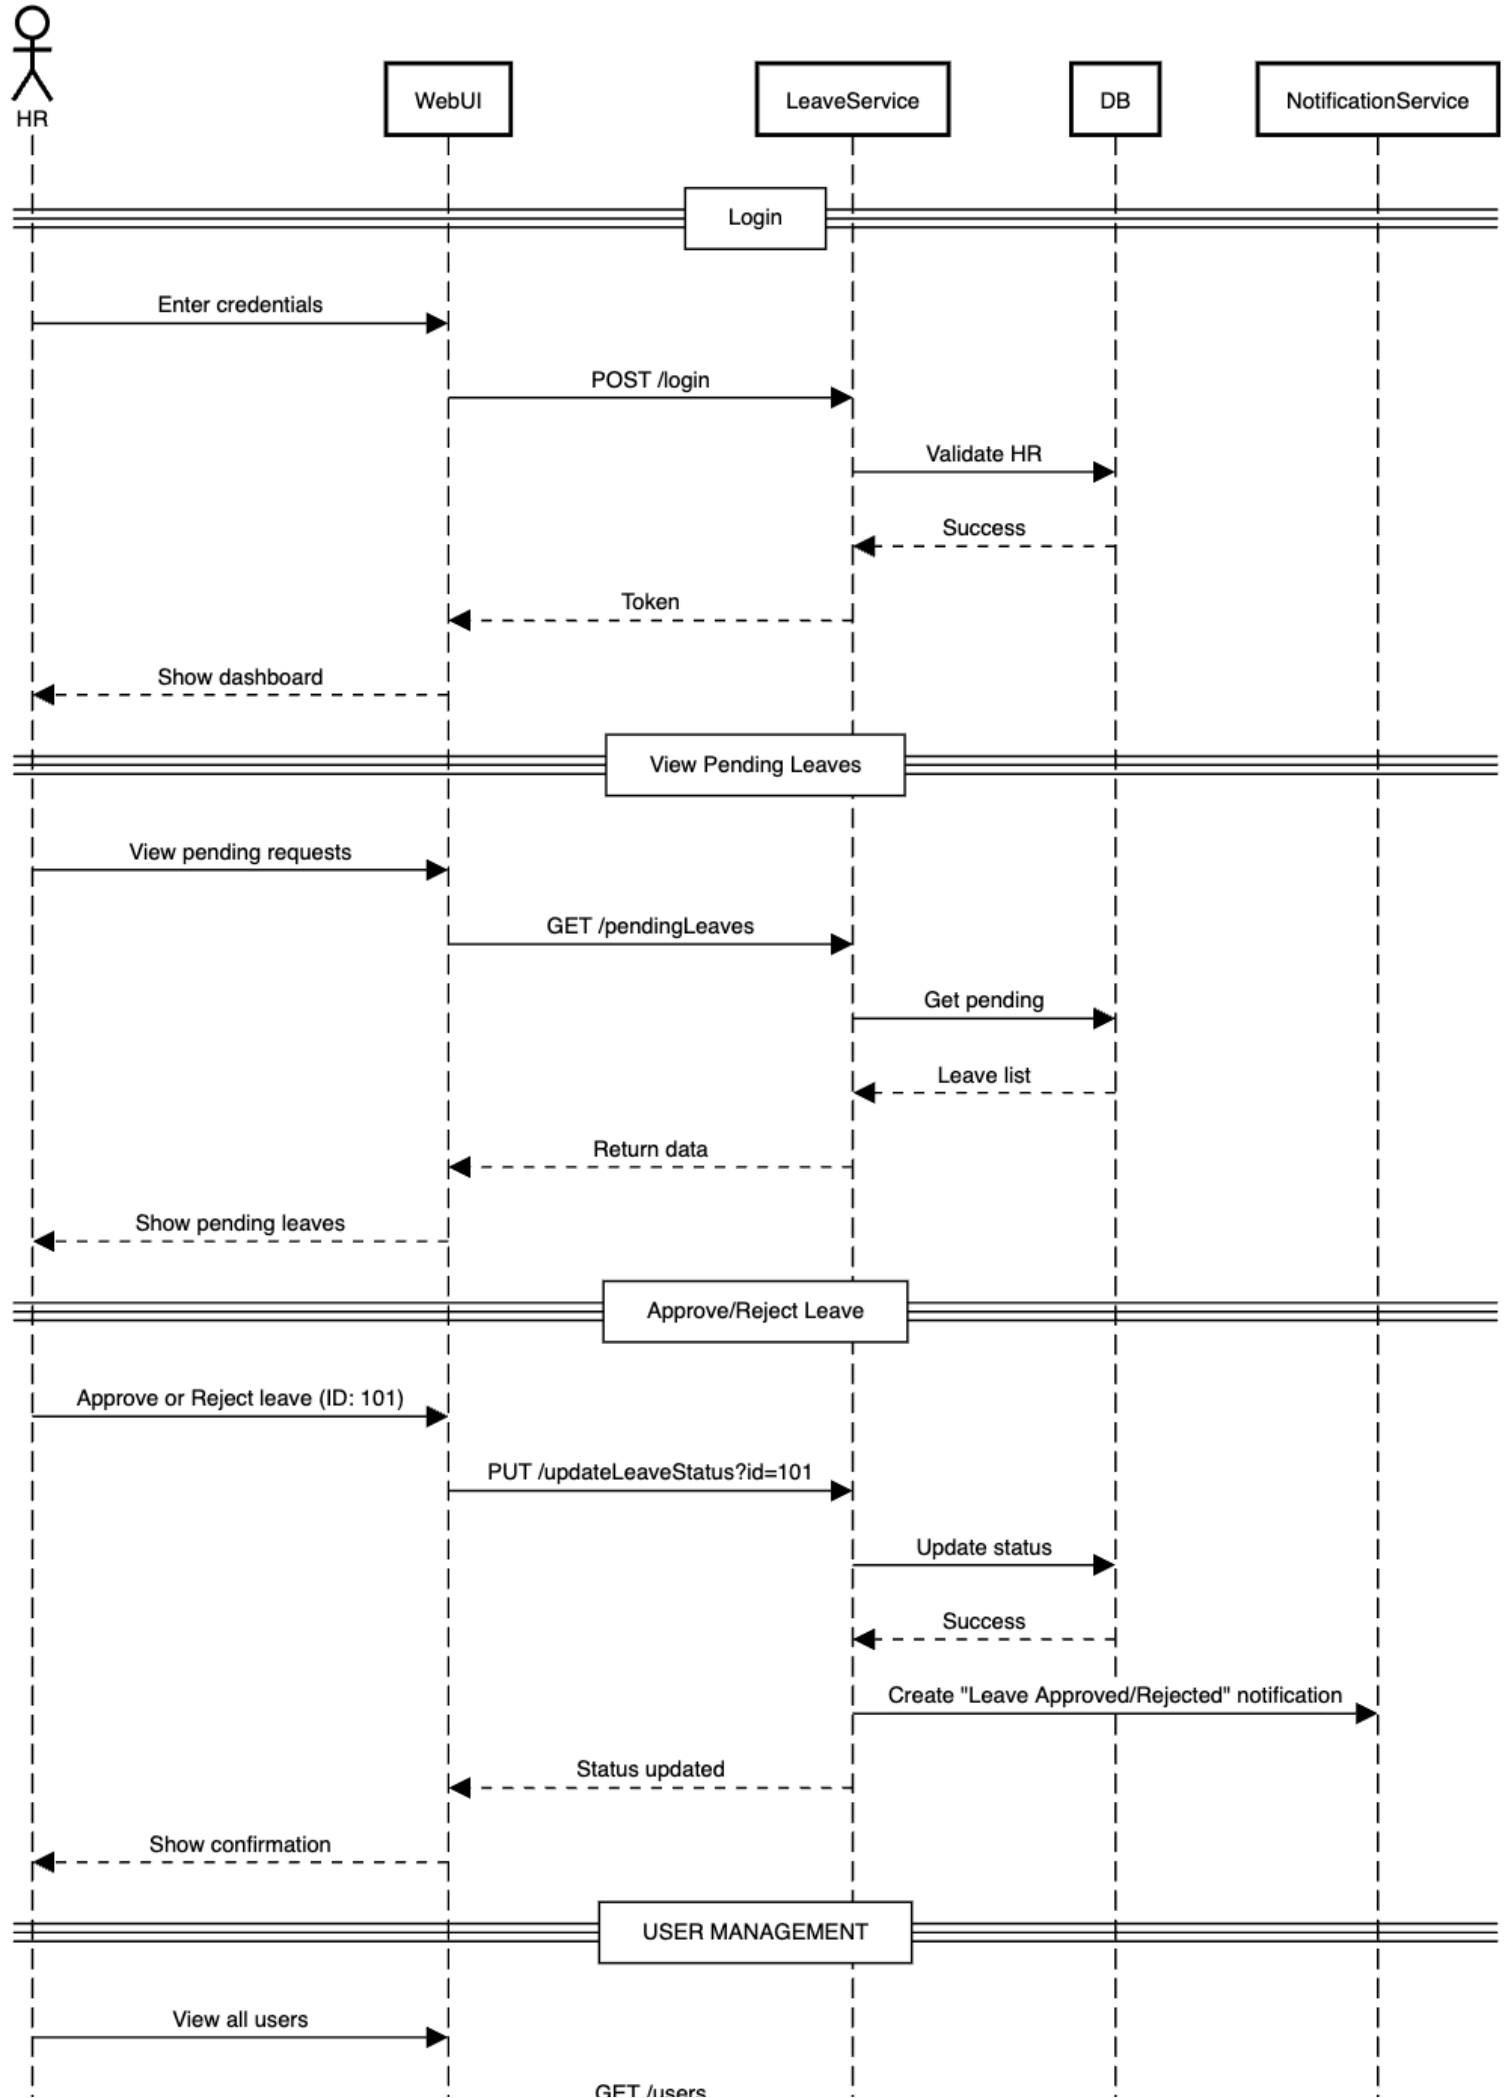 HR
WebUI
LeaveService
DB
NotificationService
Login
Enter credentials
POST /login
Validate HR
Success
Token
Show dashboard
View Pending Leaves
View pending requests
GET /pendingLeaves
Get pending
Leave list
Return data
Show pending leaves
Approve/Reject Leave
Approve or Reject leave (ID: 101)
PUT /updateLeaveStatus?id=101
Update status
Success
Create "Leave Approved/Rejected" notification
Status updated
Show confirmation
USER MANAGEMENT
View all users
GET /users